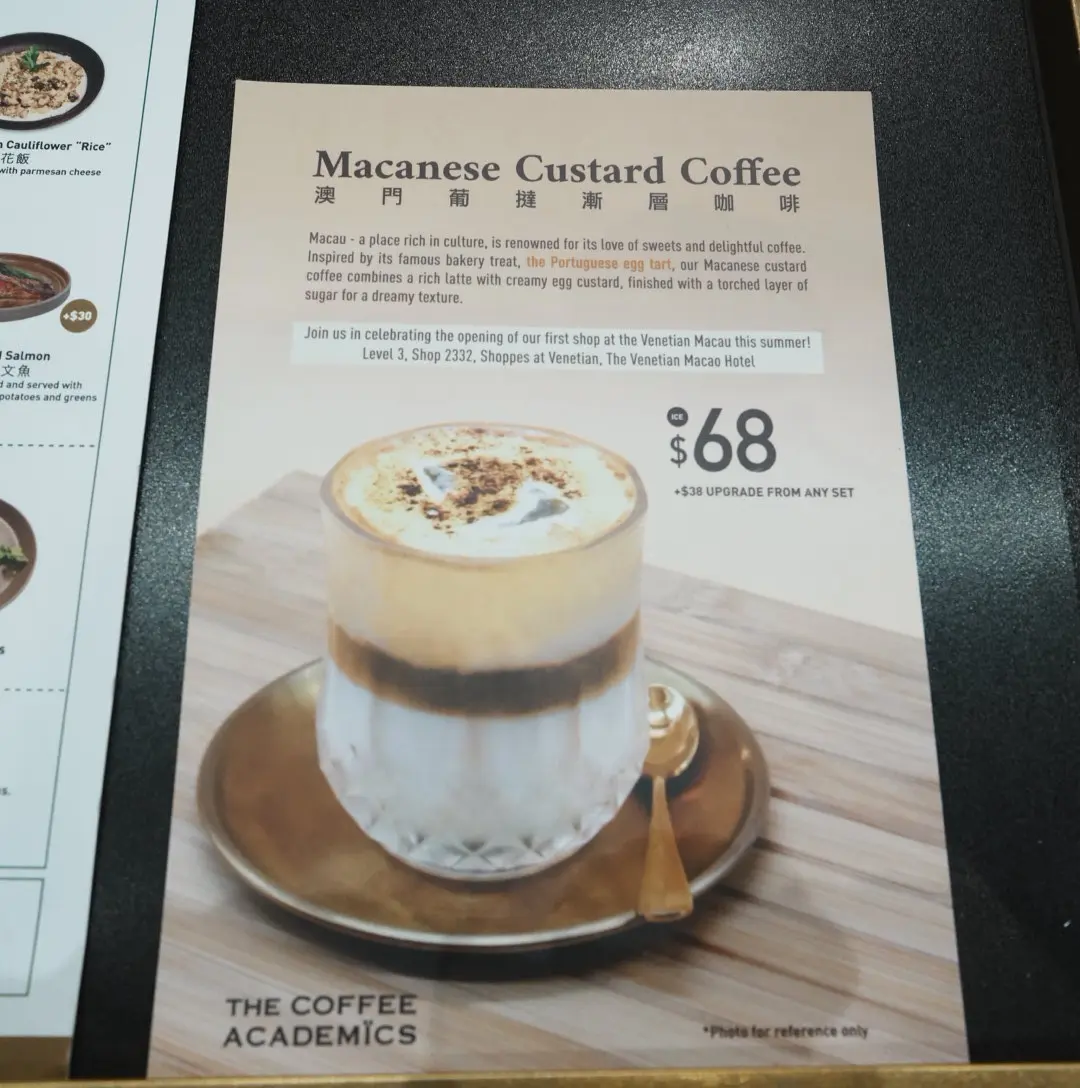 Cauliflower "Rice"
花飯
with parmesan cheese
+$30
Salmon
文魚
and served with
potatoes and greens
s
s.
Macanese Custard Coffee
澳門葡撻漸層咖啡
Macau - a place rich in culture, is renowned for its love of sweets and delightful coffee.
Inspired by its famous bakery treat, the Portuguese egg tart, our Macanese custard
coffee combines a rich latte with creamy egg custard, finished with a torched layer of
sugar for a dreamy texture.
Join us in celebrating the opening of our first shop at the Venetian Macau this summer!
Level 3, Shop 2332, Shoppes at Venetian, The Venetian Macao Hotel
ICE
$68
+$38 UPGRADE FROM ANY SET
THE COFFEE
ACADEMÏCS
*Photo for reference only